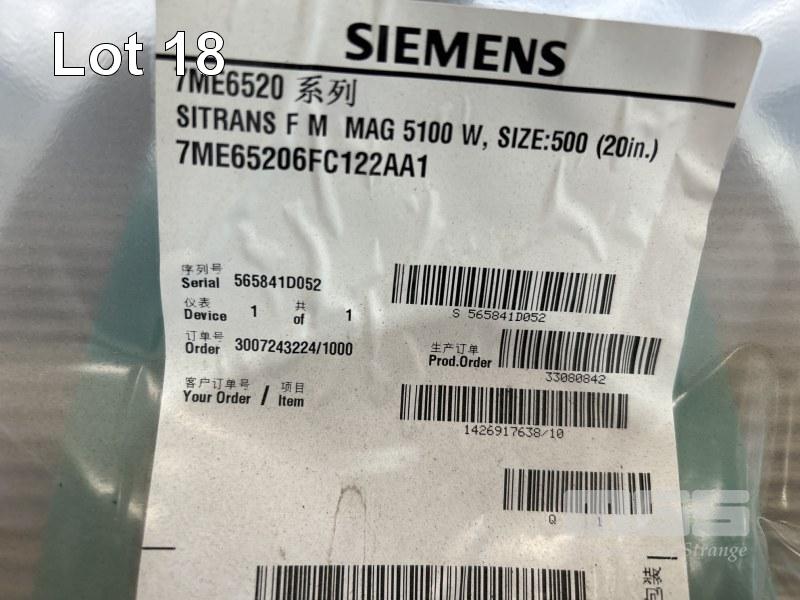 Lot 18
SIEMENS
7ME6520 系列
SITRANS F M MAG 5100 W, SIZE:500 (20in.)
7ME65206FC122AA1
序列号
Serial 565841D052
S 565841D052
仪表 共
Device 1 of 1
订单号
Order 3007243224/1000
生产订单
Prod.Order
33080842
客户订单号 项目
Your Order / Item
1426917638/10
Q 1
Strange
包装